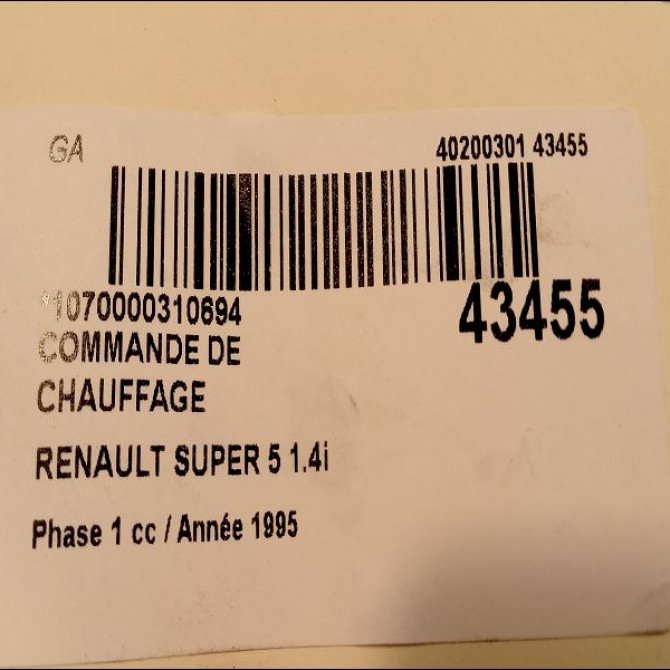 GA
40200301 43455
*1070000310694
43455
COMMANDE DE
CHAUFFAGE
RENAULT SUPER 5 1.4i
Phase 1 cc / Année 1995